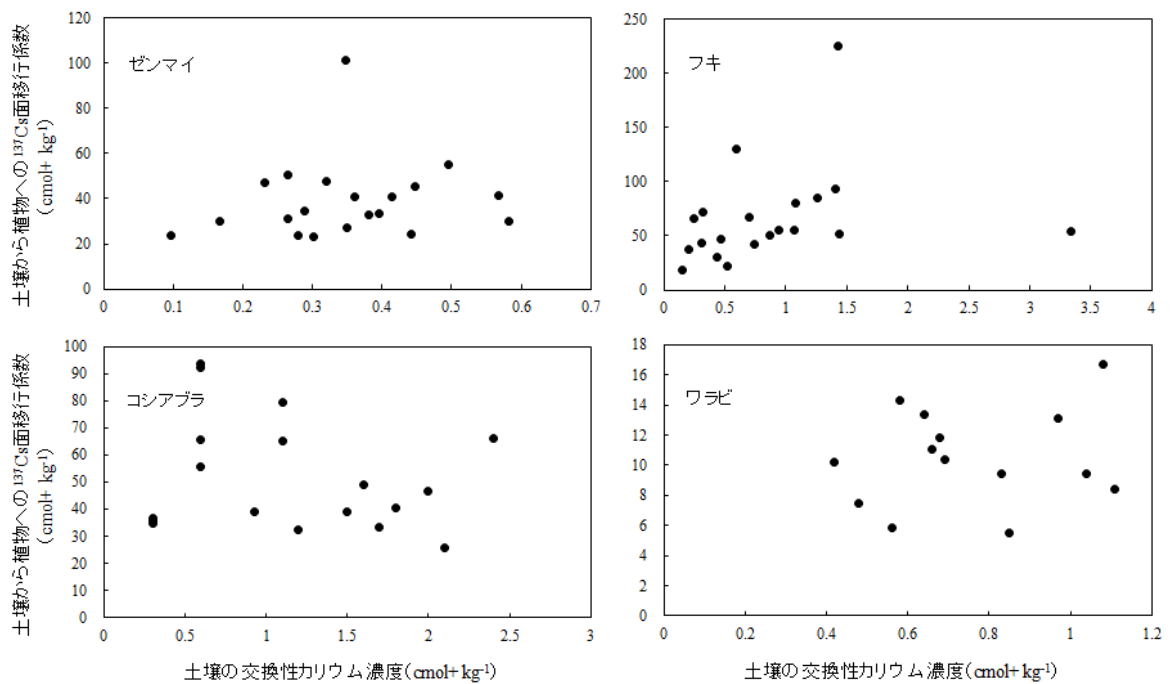 土壌から植物への¹³⁷Cs面移行係数
(cmol+ kg⁻¹)
120
100
80
60
40
20
0
ゼンマイ
0 0.1 0.2 0.3 0.4 0.5 0.6 0.7
250
200
150
100
50
0
フキ
0 0.5 1 1.5 2 2.5 3 3.5 4
土壌から植物への¹³⁷Cs面移行係数
(cmol+ kg⁻¹)
100
90
80
70
60
50
40
30
20
10
0
コシアブラ
0 0.5 1 1.5 2 2.5 3
土壌の交換性カリウム濃度(cmol+ kg⁻¹)
18
16
14
12
10
8
6
4
2
0
ワラビ
0 0.2 0.4 0.6 0.8 1 1.2
土壌の交換性カリウム濃度(cmol+ kg⁻¹)